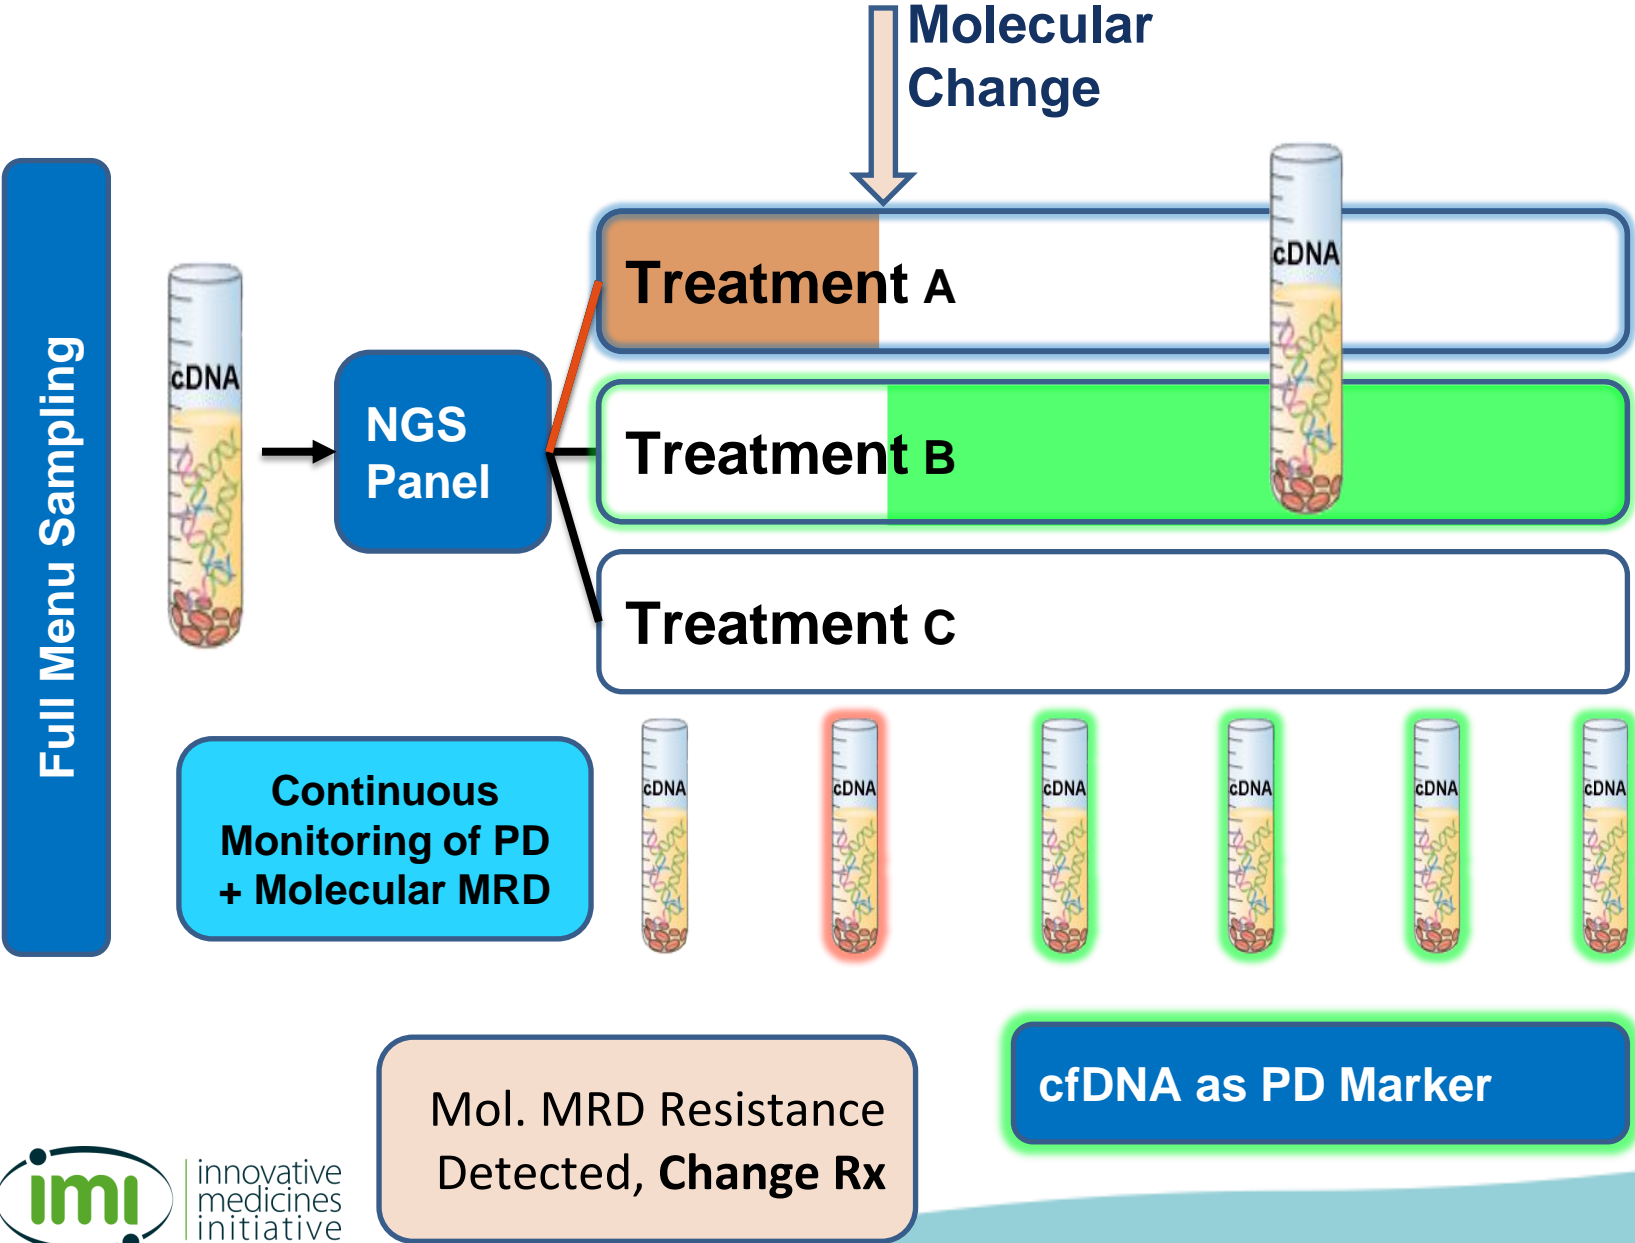 Molecular
Change
Full Menu Sampling
cDNA
NGS
Panel
Treatment A
Treatment B
Treatment C
cDNA
Continuous
Monitoring of PD
+ Molecular MRD
cDNA
cDNA
cDNA
cDNA
cDNA
cDNA
Mol. MRD Resistance
Detected, Change Rx
cfDNA as PD Marker
imi
innovative
medicines
initiative